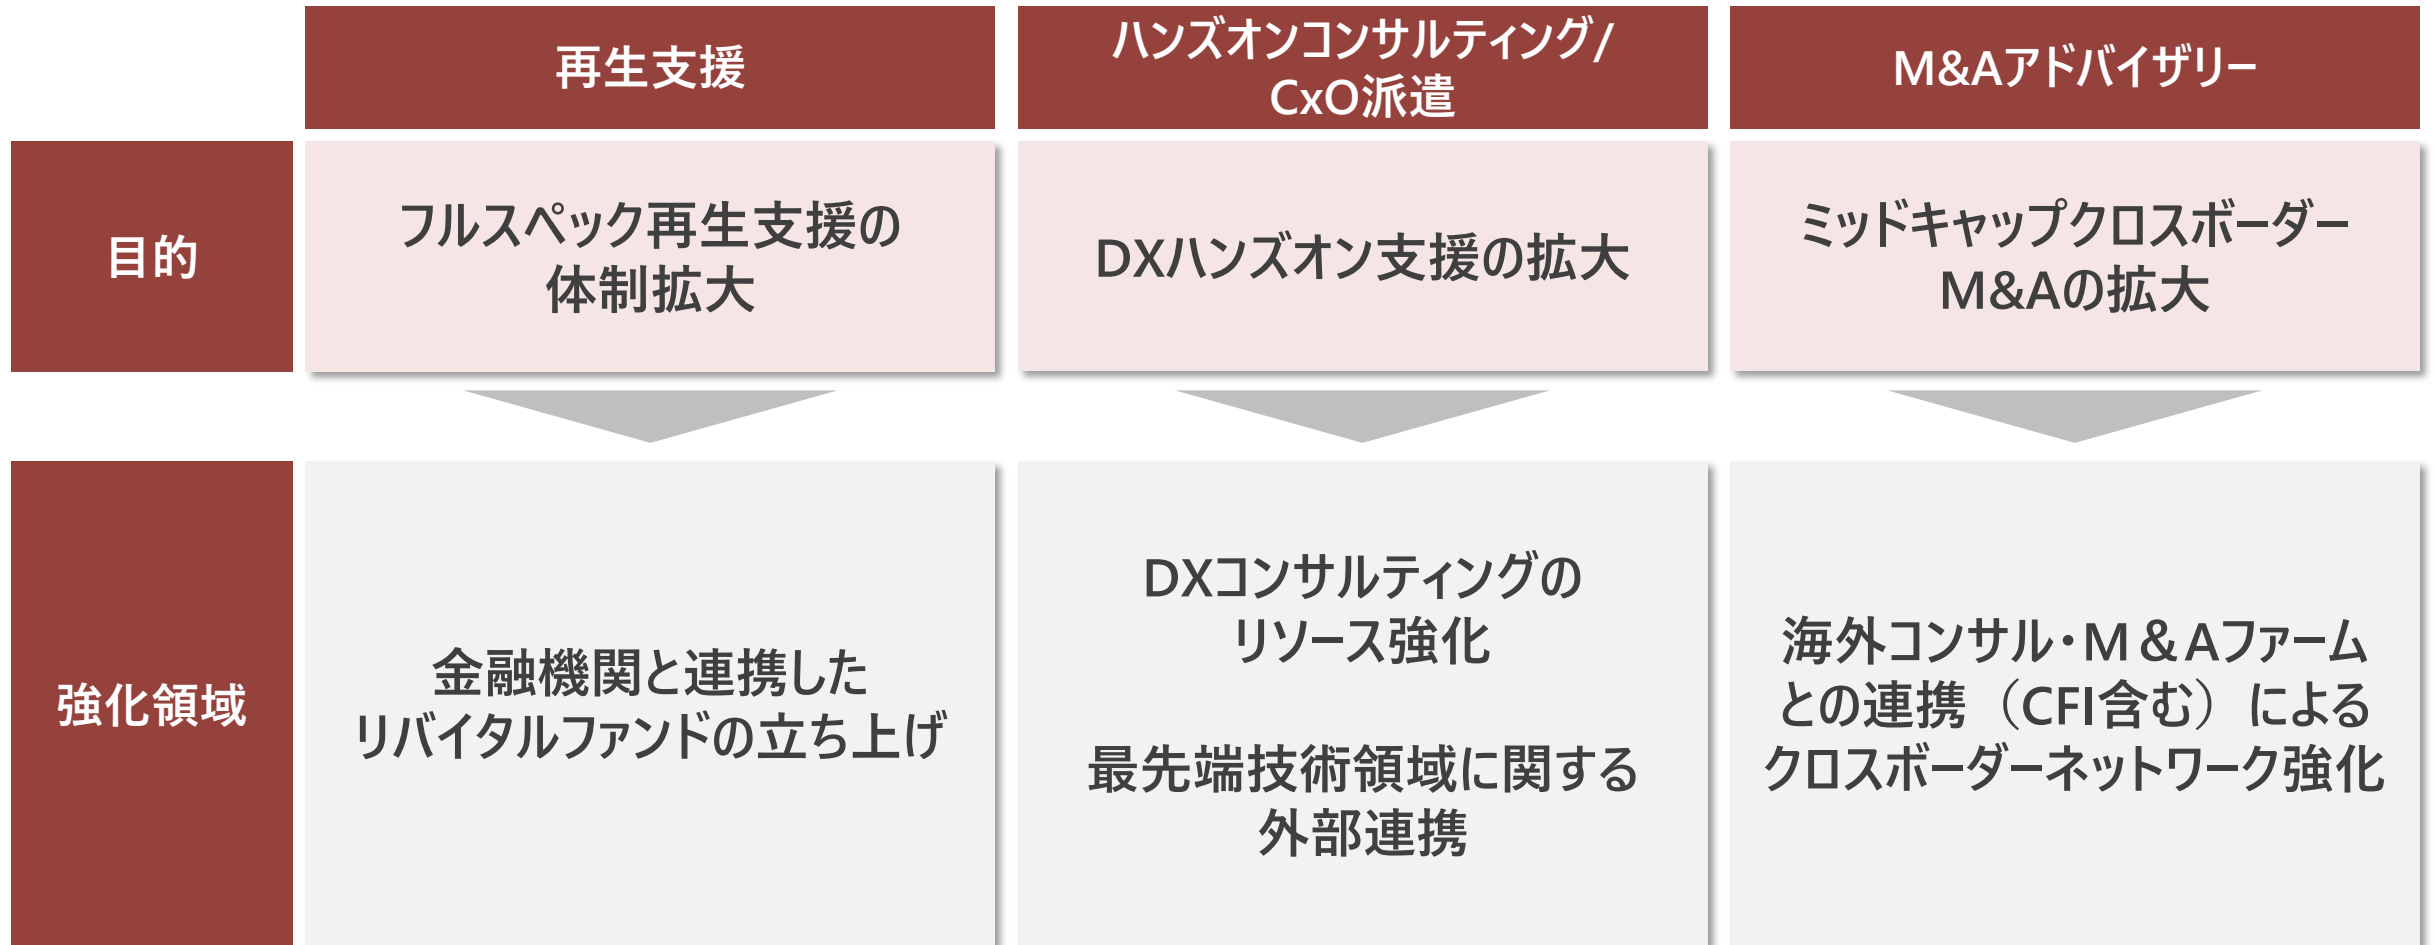 再生支援
ハンズオンコンサルティング/
CxO派遣
M&Aアドバイザリー
目的
フルスペック再生支援の
体制拡大
DXハンズオン支援の拡大
ミッドキャップクロスボーダー
M&Aの拡大
強化領域
金融機関と連携した
リバイタルファンドの立ち上げ
DXコンサルティングの
リソース強化
最先端技術領域に関する
外部連携
海外コンサル・M＆Aファーム
との連携（CFI含む）による
クロスボーダーネットワーク強化